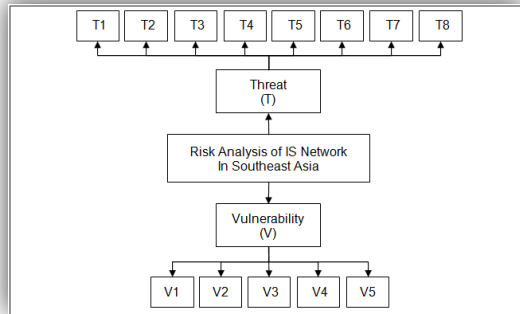 T1 T2 T3 T4 T5 T6 T7 T8
Threat
(T)
Risk Analysis of IS Network
In Southeast Asia
Vulnerability
(V)
V1 V2 V3 V4 V5